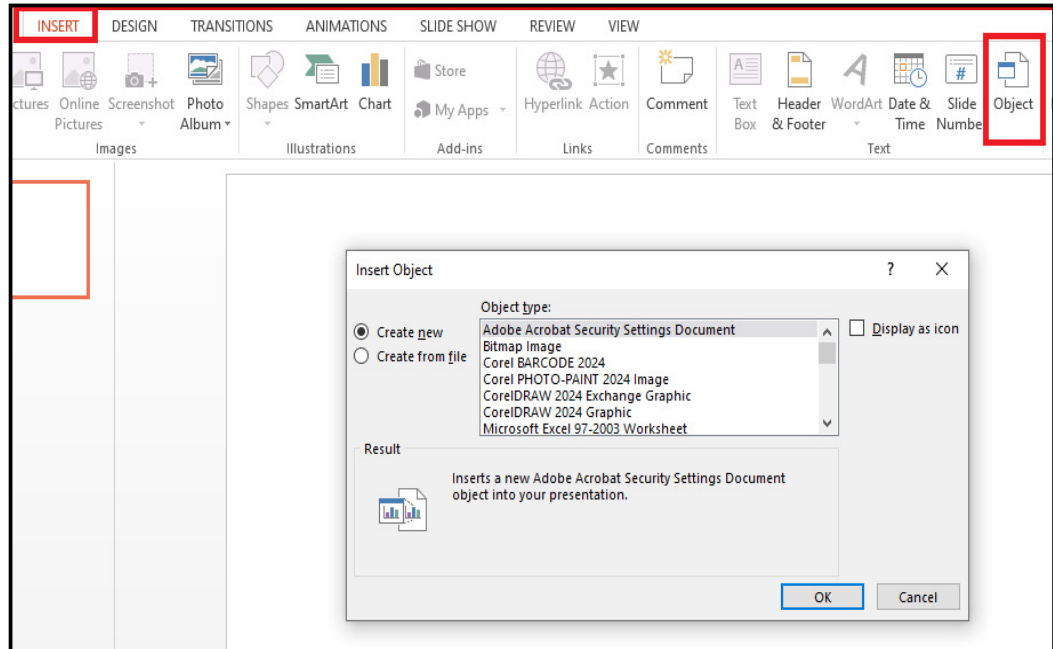 INSERT DESIGN TRANSITIONS ANIMATIONS SLIDE SHOW REVIEW VIEW
Store
ctures Online Screenshot Photo Shapes SmartArt Chart My Apps Hyperlink Action Comment Text Header WordArt Date & Slide Object
Pictures Album Box & Footer Time Numbe
Images Illustrations Add-ins Links Comments Text
Insert Object ? X
Object type:
Create new
Create from file
Adobe Acrobat Security Settings Document
Bitmap Image
Corel BARCODE 2024
Corel PHOTO-PAINT 2024 Image
CorelDRAW 2024 Exchange Graphic
CorelDRAW 2024 Graphic
Microsoft Excel 97-2003 Worksheet
Display as icon
Result
Inserts a new Adobe Acrobat Security Settings Document
object into your presentation.
OK Cancel